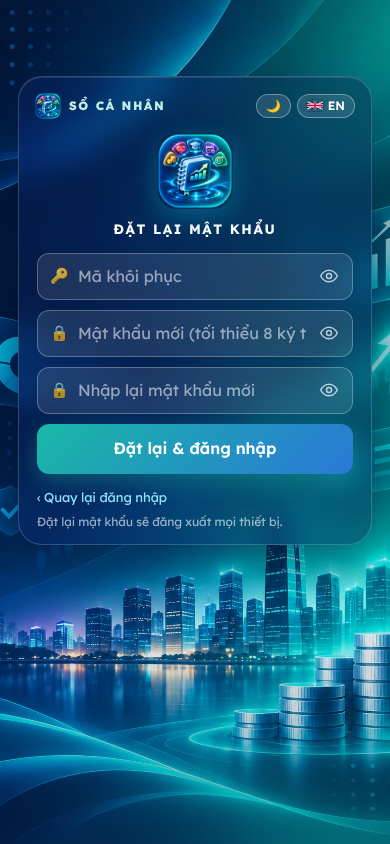 SỔ CÁ NHÂN
EN
ĐẶT LẠI MẬT KHẨU
Mã khôi phục
Mật khẩu mới (tối thiểu 8 ký t
Nhập lại mật khẩu mới
Đặt lại & đăng nhập
‹ Quay lại đăng nhập
Đặt lại mật khẩu sẽ đăng xuất mọi thiết bị.